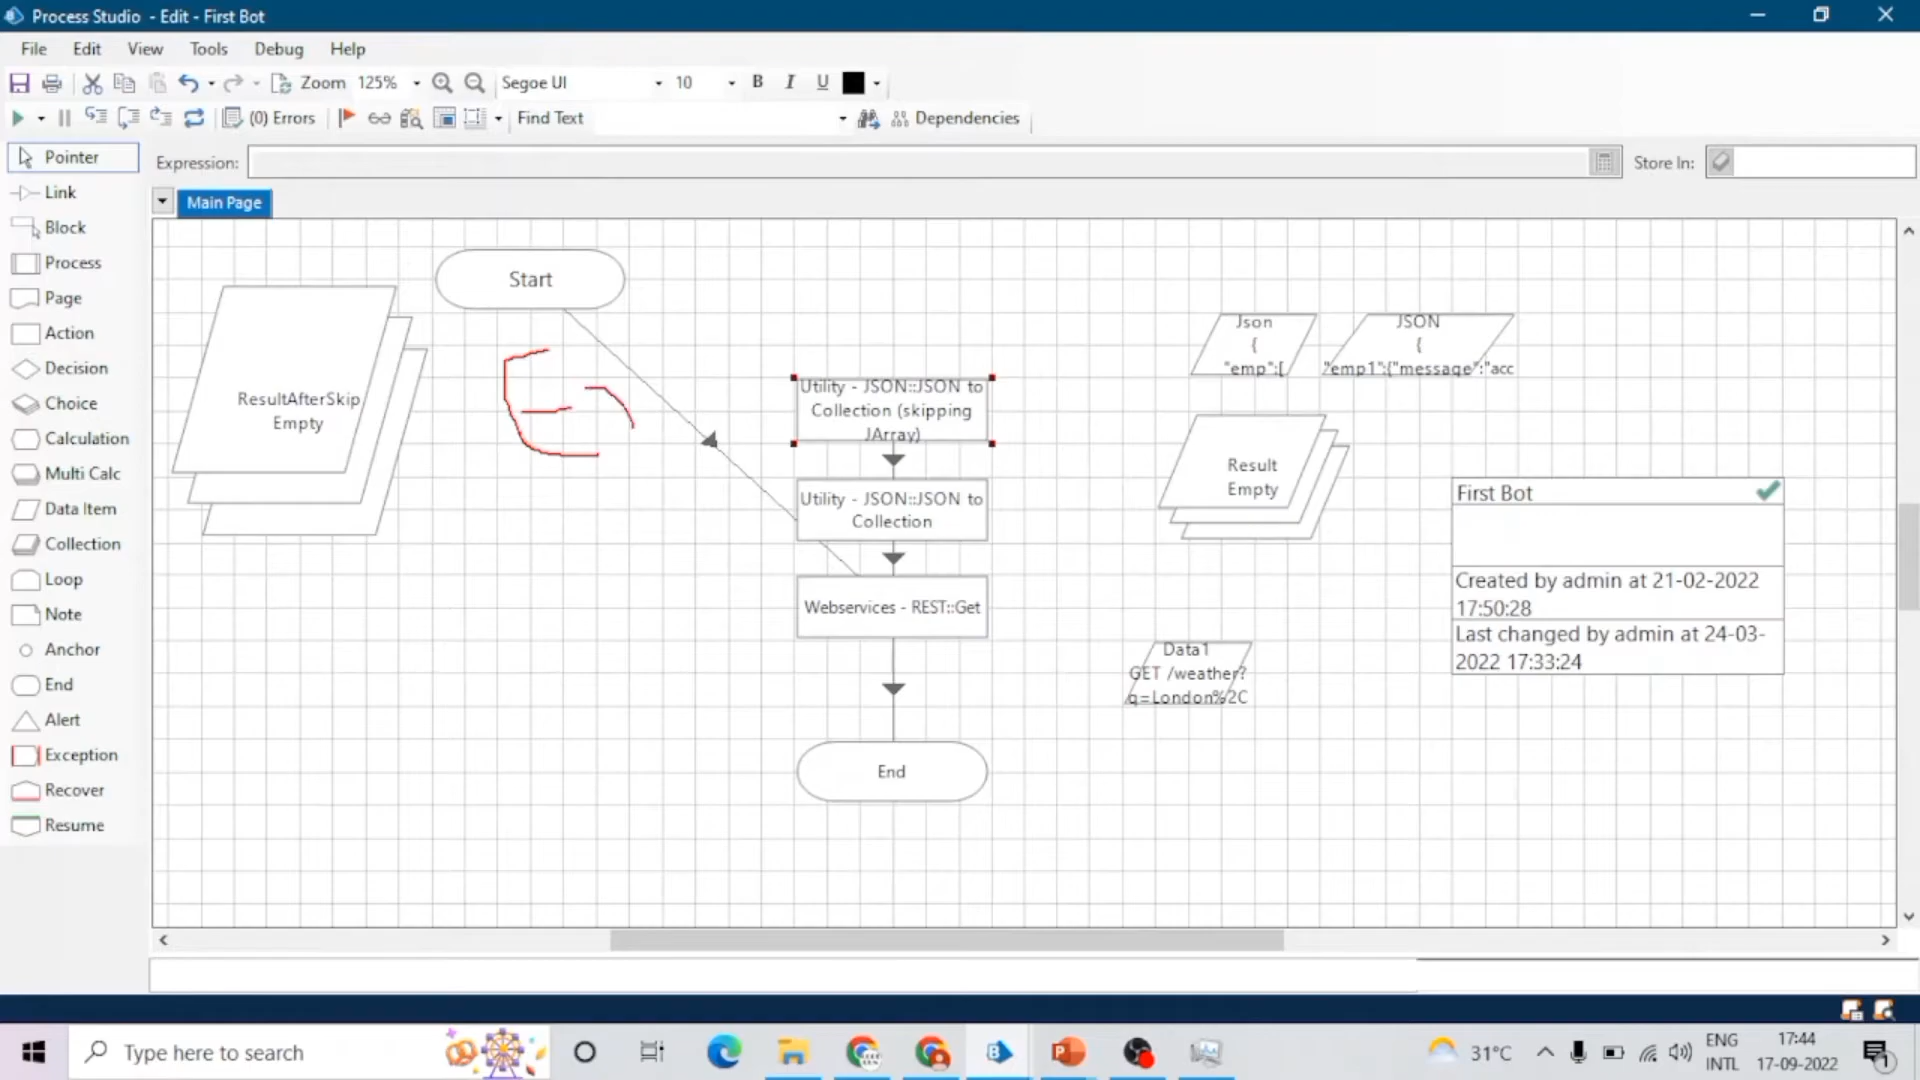 Process Studio - Edit - First Bot
File Edit View Tools Debug Help
Zoom 125% Segoe UI 10 B I U
(0) Errors Find Text Dependencies
Pointer
Expression: Store In:
Link
Main Page
Block
Process
Page
Action
Decision
Choice
Calculation
Multi Calc
Data Item
Collection
Loop
Note
Anchor
End
Alert
Exception
Recover
Resume
Start
ResultAfterSkip
Empty
Utility - JSON::JSON to
Collection (skipping
JArray)
Utility - JSON::JSON to
Collection
Webservices - REST::Get
End
Json
{
"emp":[
JSON
{
"emp1":{"message":"acc
Result
Empty
Data1
GET /weather?
q=London%2C
First Bot
Created by admin at 21-02-2022
17:50:28
Last changed by admin at 24-03-
2022 17:33:24
Type here to search
31°C
ENG
INTL
17:44
17-09-2022
1